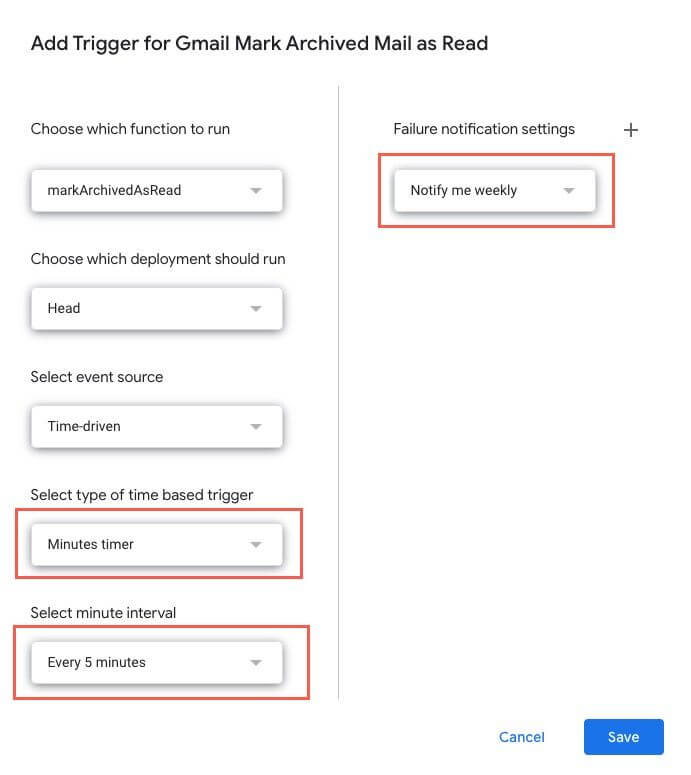 Add Trigger for Gmail Mark Archived Mail as Read
Choose which function to run
markArchivedAsRead
Choose which deployment should run
Head
Select event source
Time-driven
Select type of time based trigger
Minutes timer
Select minute interval
Every 5 minutes
Failure notification settings
Notify me weekly
Cancel
Save